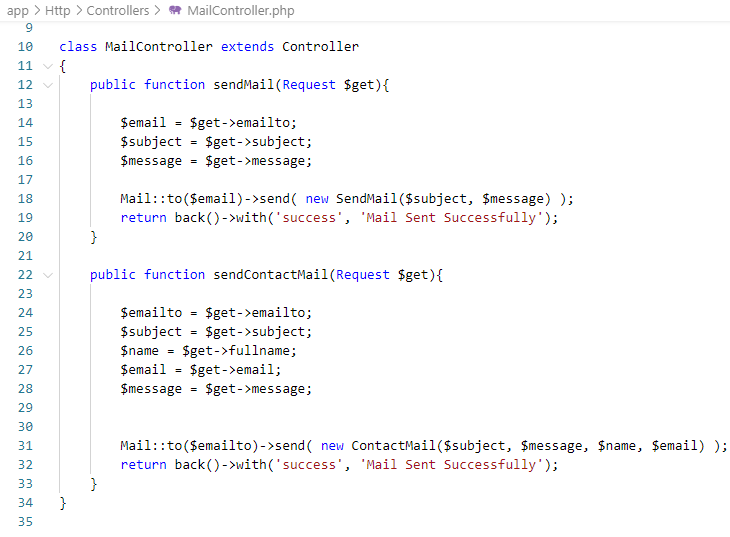 app > Http > Controllers > MailController.php
9
10 class MailController extends Controller
11 {
12 public function sendMail(Request $get){
13
14 $email = $get->emailto;
15 $subject = $get->subject;
16 $message = $get->message;
17
18 Mail::to($email)->send( new SendMail($subject, $message) );
19 return back()->with('success', 'Mail Sent Successfully');
20 }
21
22 public function sendContactMail(Request $get){
23
24 $emailto = $get->emailto;
25 $subject = $get->subject;
26 $name = $get->fullname;
27 $email = $get->email;
28 $message = $get->message;
29
30
31 Mail::to($emailto)->send( new ContactMail($subject, $message, $name, $email) );
32 return back()->with('success', 'Mail Sent Successfully');
33 }
34 }
35